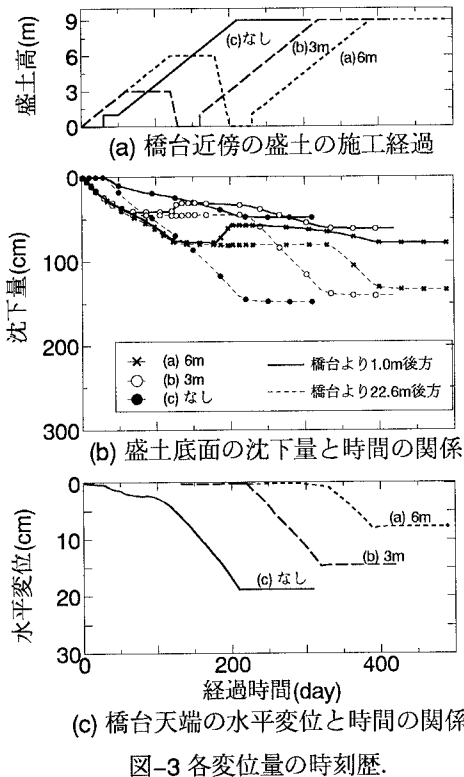 9
6
3
0
盛土高(m)
(c)なし
(b)3m
(a)6m
(a) 橋台近傍の盛土の施工経過
0
50
100
150
200
300
沈下量(cm)
(a) 6m
(b) 3m
(c) なし
橋台より1.0m後方
橋台より22.6m後方
(b) 盛土底面の沈下量と時間の関係
0
10
20
30
水平変位(cm)
(a) 6m
(b) 3m
(c) なし
0
200
400
経過時間(day)
(c) 橋台天端の水平変位と時間の関係
図-3 各変位量の時刻歴.